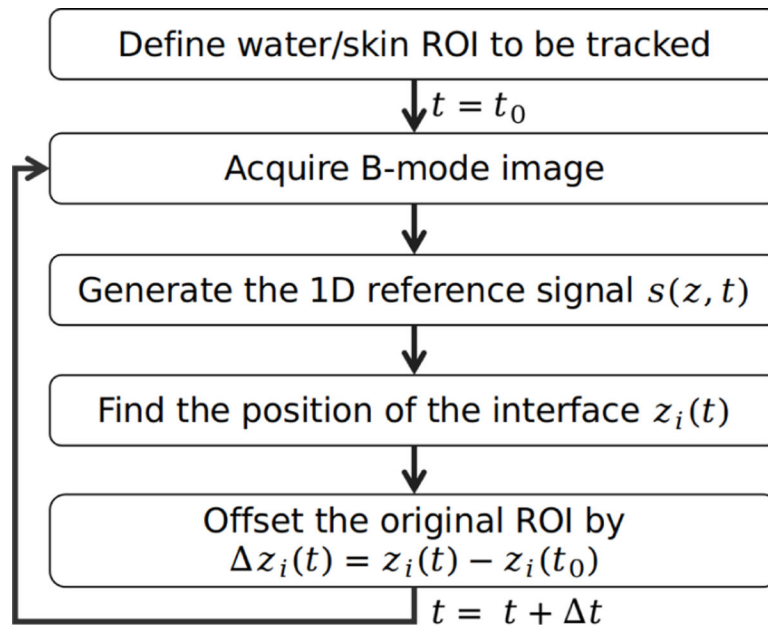 Define water/skin ROI to be tracked
t = t₀
Acquire B-mode image
Generate the 1D reference signal s(z, t)
Find the position of the interface zᵢ(t)
Offset the original ROI by
Δzᵢ(t) = zᵢ(t) − zᵢ(t₀)
t = t + Δt